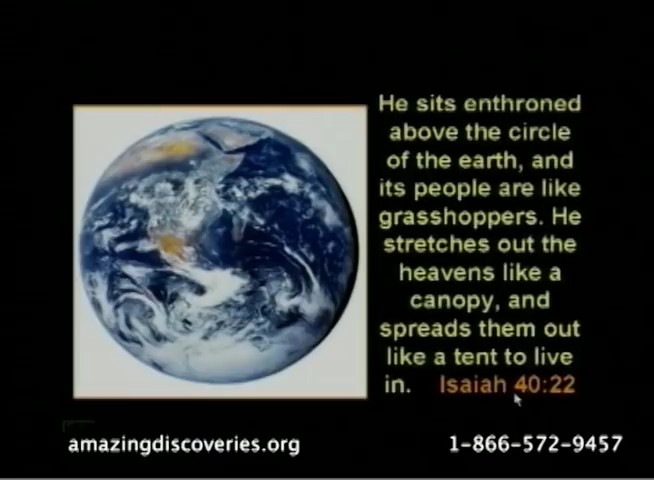 He sits enthroned
above the circle
of the earth, and
its people are like
grasshoppers. He
stretches out the
heavens like a
canopy, and
spreads them out
like a tent to live
in. Isaiah 40:22
amazingdiscoveries.org
1-866-572-9457